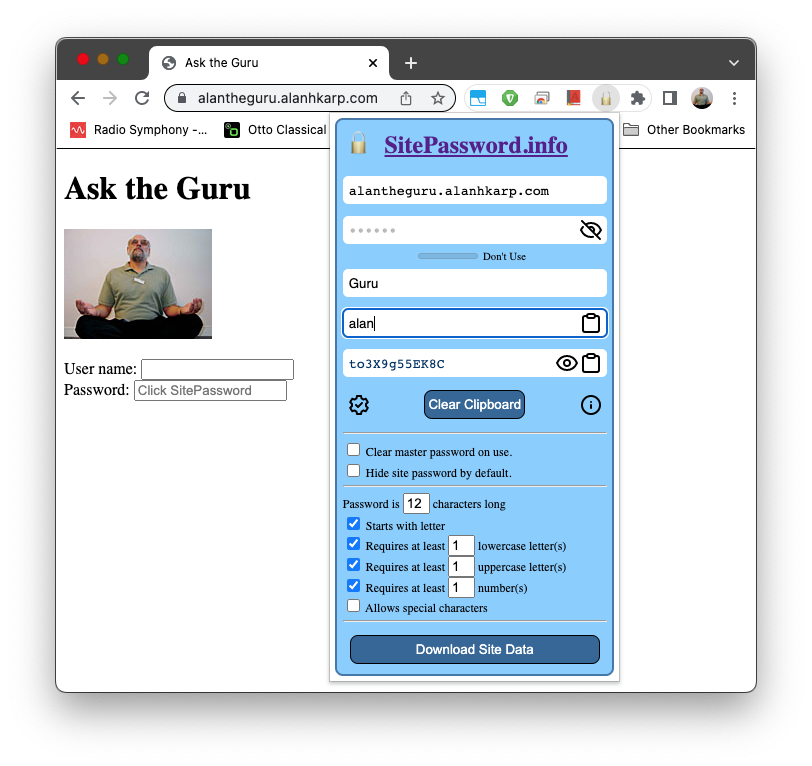 Ask the Guru
alantheguru.alanhkarp.com
Radio Symphony -...
Otto Classical
Other Bookmarks
Ask the Guru
User name:
Password: Click SitePassword
SitePassword.info
alantheguru.alanhkarp.com
Don't Use
Guru
alan
to3X9g55EK8C
Clear Clipboard
Clear master password on use.
Hide site password by default.
Password is 12 characters long
Starts with letter
Requires at least 1 lowercase letter(s)
Requires at least 1 uppercase letter(s)
Requires at least 1 number(s)
Allows special characters
Download Site Data